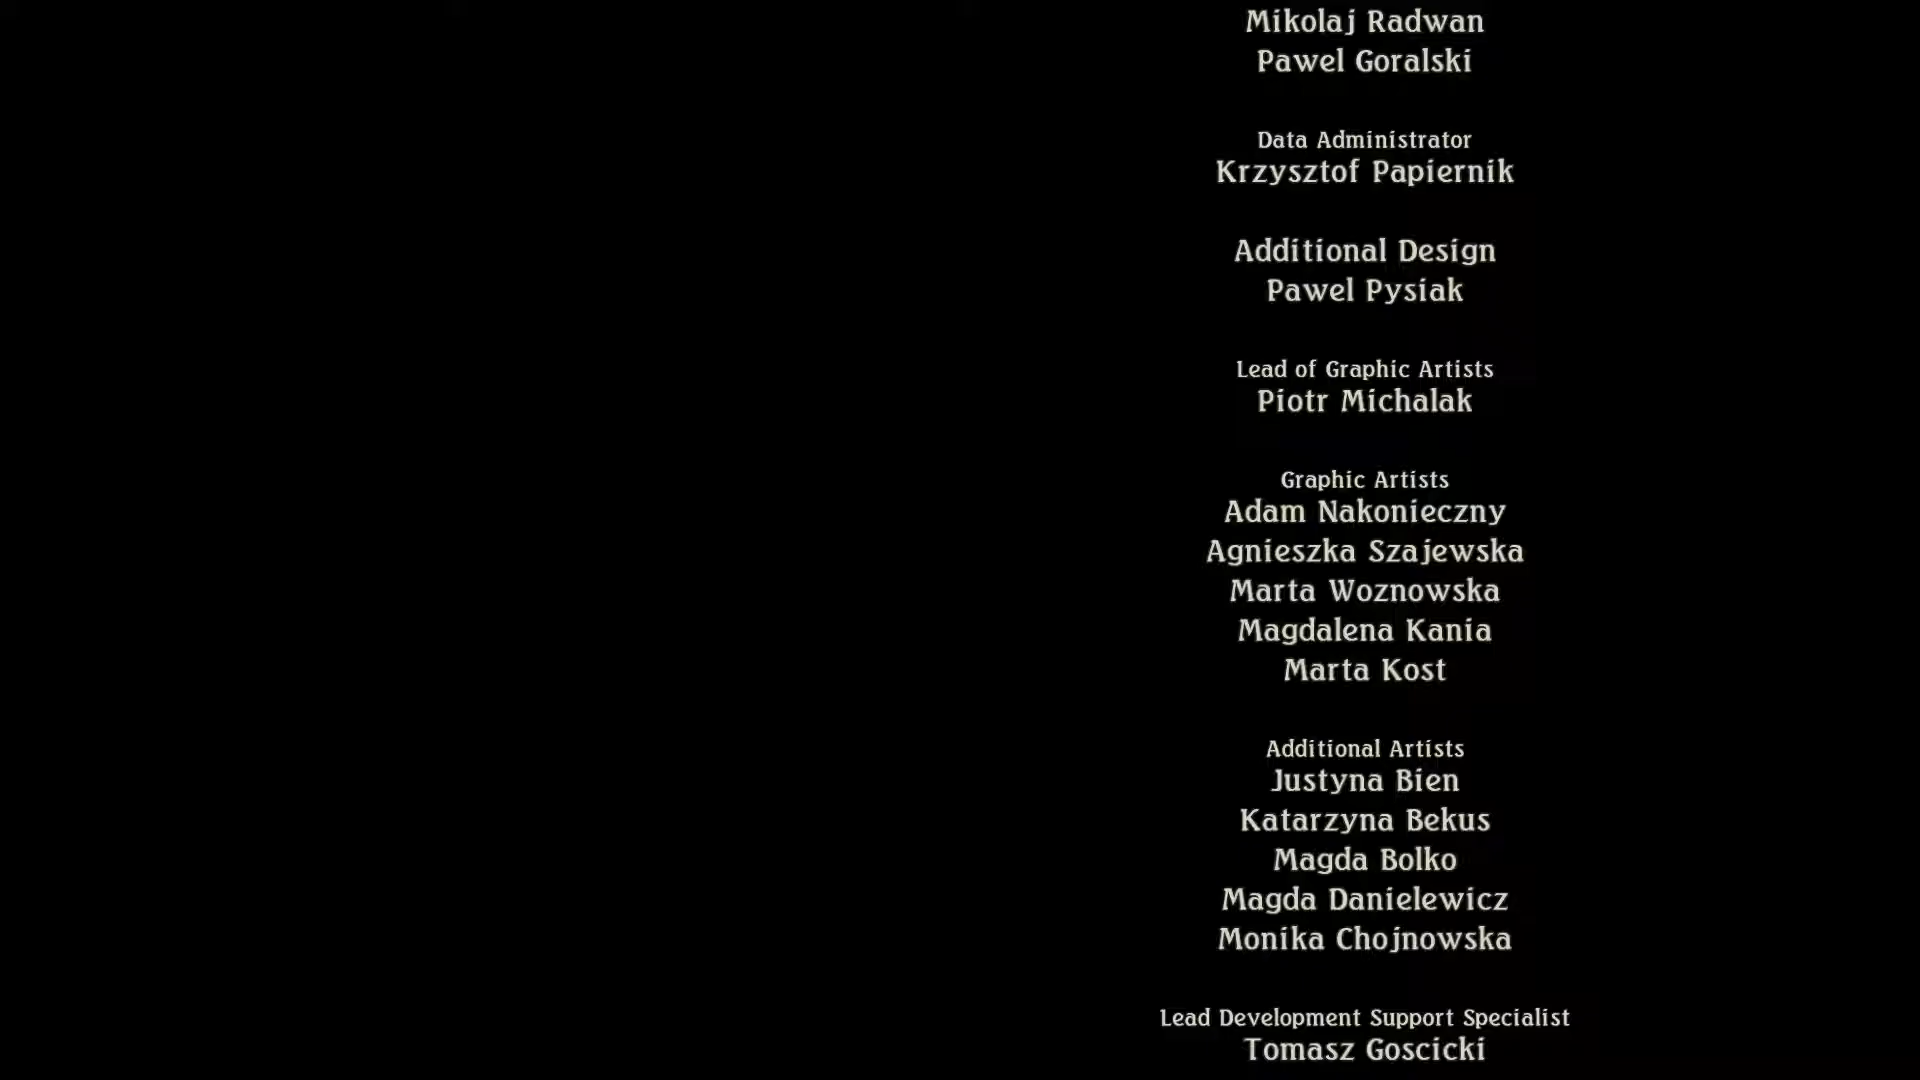 Mikolaj Radwan
Pawel Goralski
Data Administrator
Krzysztof Papiernik
Additional Design
Pawel Pysiak
Lead of Graphic Artists
Piotr Michalak
Graphic Artists
Adam Nakonieczny
Agnieszka Szajewska
Marta Woznowska
Magdalena Kania
Marta Kost
Additional Artists
Justyna Bien
Katarzyna Bekus
Magda Bolko
Magda Danielewicz
Monika Chojnowska
Lead Development Support Specialist
Tomasz Goscicki